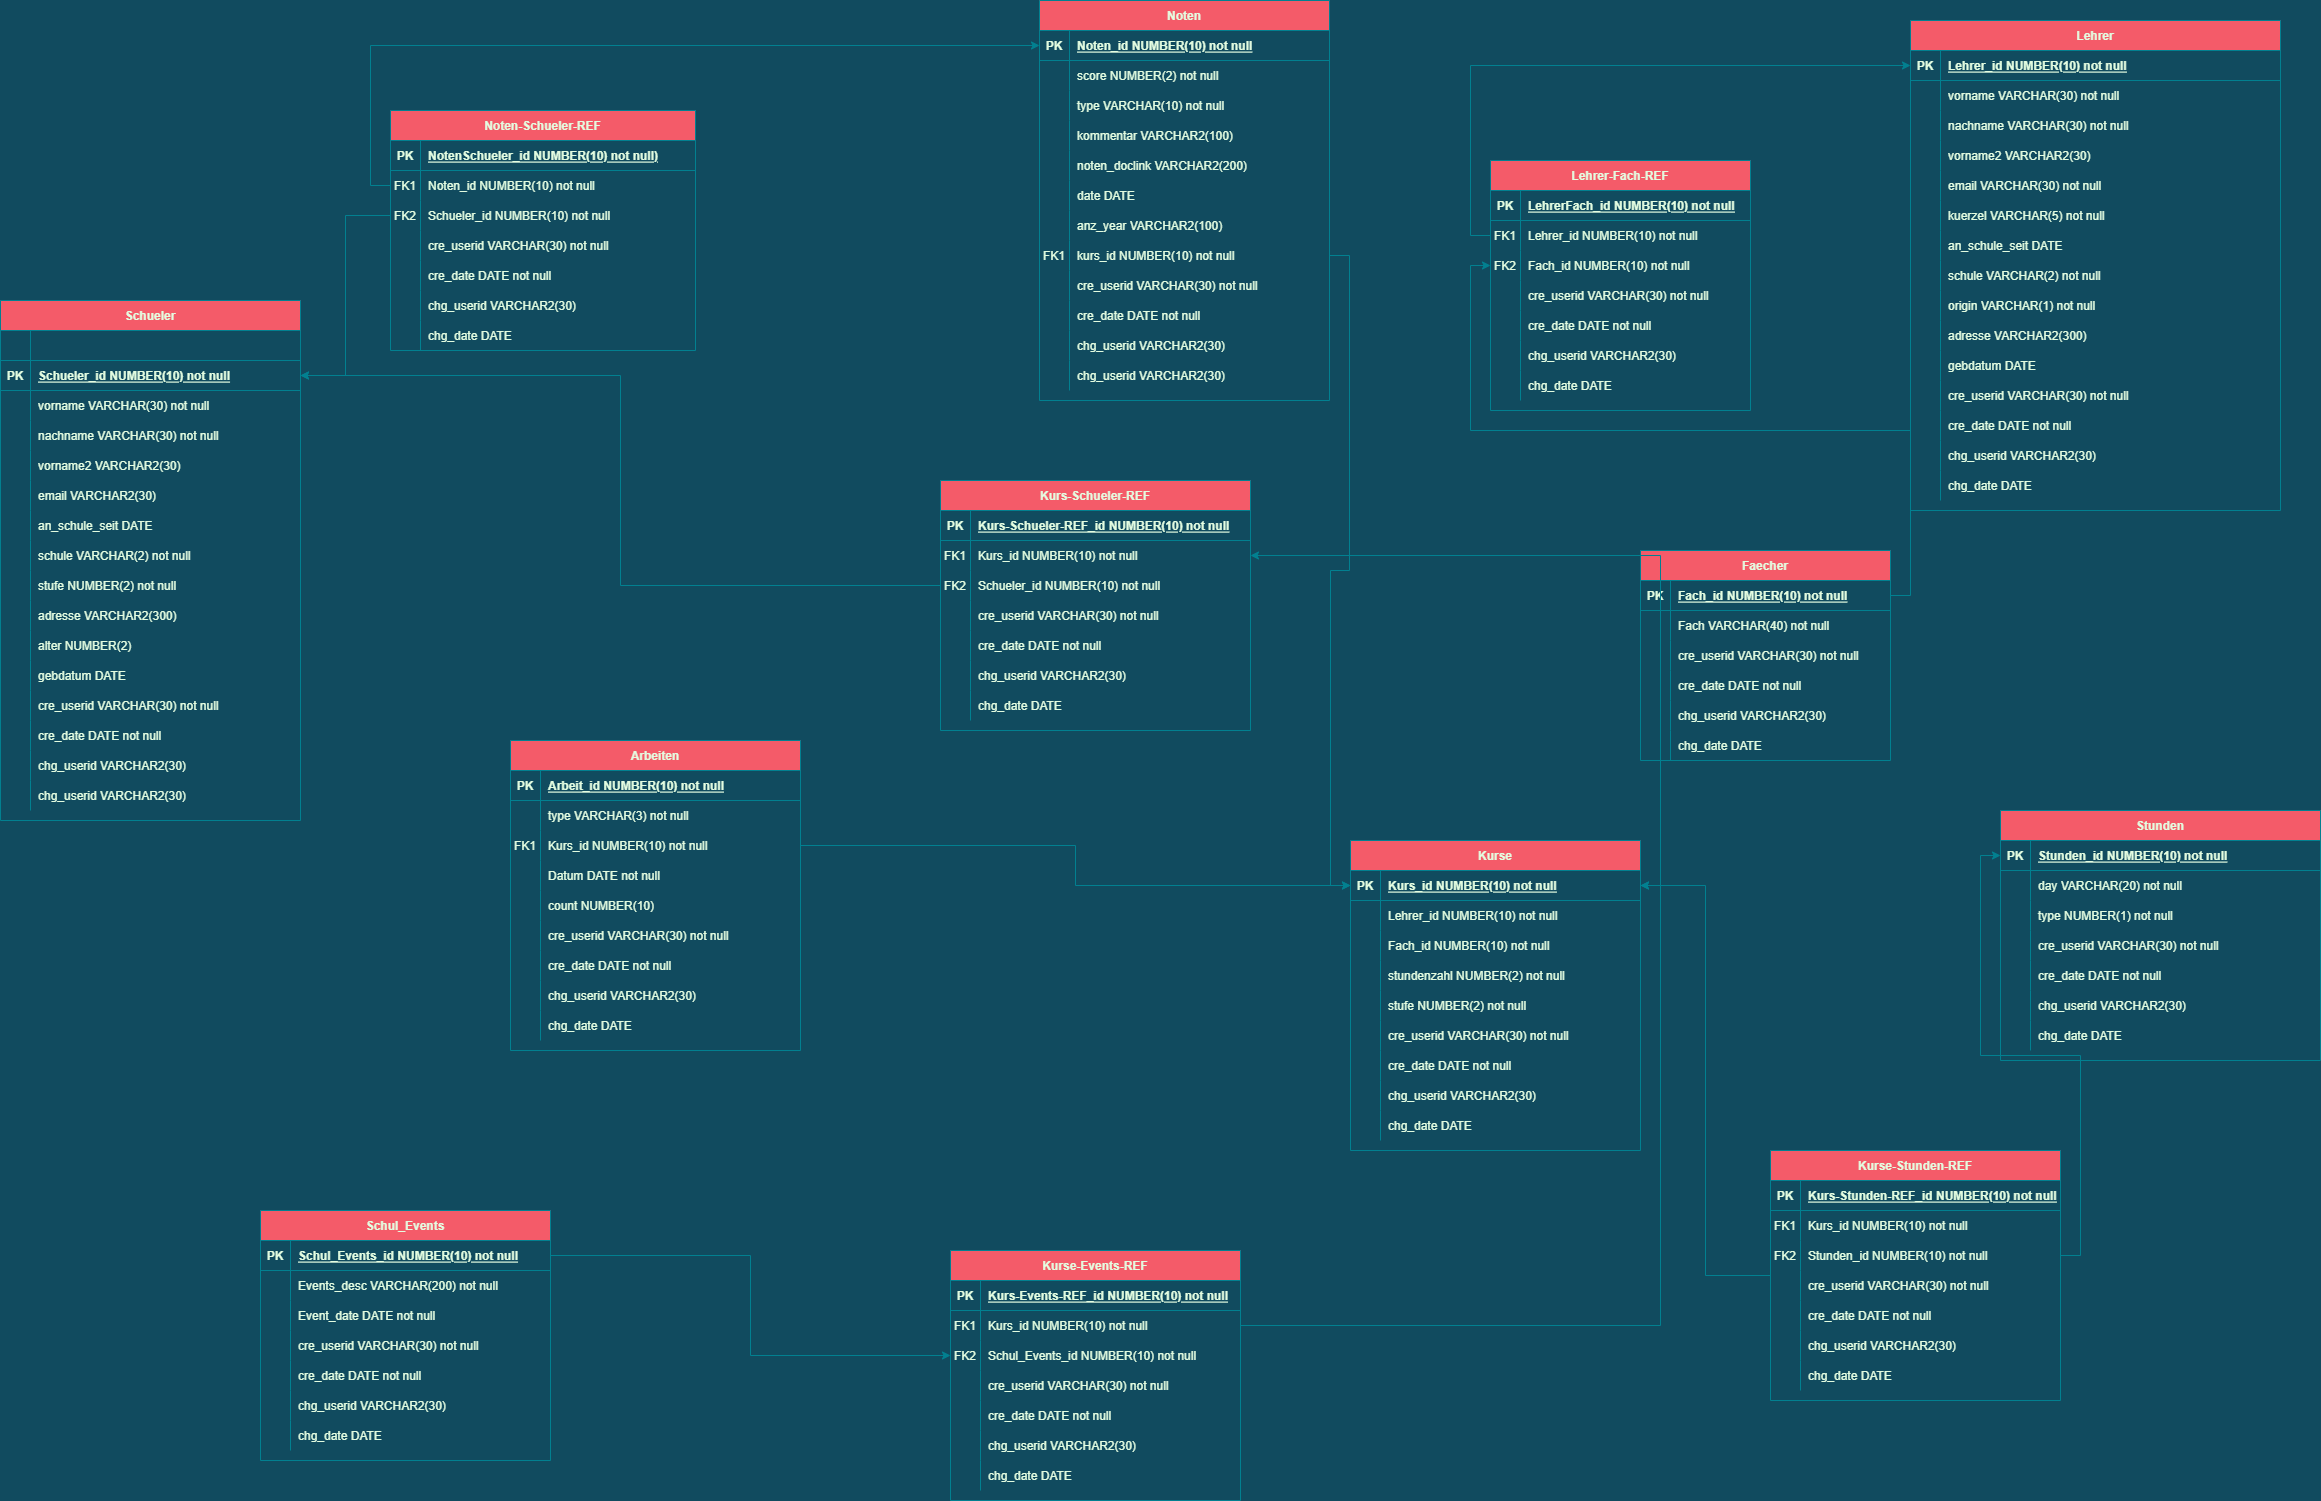 Noten
PK Noten_id NUMBER(10) not null
score NUMBER(2) not null
type VARCHAR(10) not null
kommentar VARCHAR2(100)
noten_doclink VARCHAR2(200)
date DATE
anz_year VARCHAR2(100)
FK1 kurs_id NUMBER(10) not null
cre_userid VARCHAR(30) not null
cre_date DATE not null
chg_userid VARCHAR2(30)
chg_userid VARCHAR2(30)
Lehrer
PK Lehrer_id NUMBER(10) not null
vorname VARCHAR(30) not null
nachname VARCHAR(30) not null
vorname2 VARCHAR2(30)
email VARCHAR(30) not null
kuerzel VARCHAR(5) not null
an_schule_seit DATE
schule VARCHAR(2) not null
origin VARCHAR(1) not null
adresse VARCHAR2(300)
gebdatum DATE
cre_userid VARCHAR(30) not null
cre_date DATE not null
chg_userid VARCHAR2(30)
chg_date DATE
Noten-Schueler-REF
PK NotenSchueler_id NUMBER(10) not null)
FK1 Noten_id NUMBER(10) not null
FK2 Schueler_id NUMBER(10) not null
cre_userid VARCHAR(30) not null
cre_date DATE not null
chg_userid VARCHAR2(30)
chg_date DATE
Lehrer-Fach-REF
PK LehrerFach_id NUMBER(10) not null
FK1 Lehrer_id NUMBER(10) not null
FK2 Fach_id NUMBER(10) not null
cre_userid VARCHAR(30) not null
cre_date DATE not null
chg_userid VARCHAR2(30)
chg_date DATE
Schueler
PK Schueler_id NUMBER(10) not null
vorname VARCHAR(30) not null
nachname VARCHAR(30) not null
vorname2 VARCHAR2(30)
email VARCHAR2(30)
an_schule_seit DATE
schule VARCHAR(2) not null
stufe NUMBER(2) not null
adresse VARCHAR2(300)
alter NUMBER(2)
gebdatum DATE
cre_userid VARCHAR(30) not null
cre_date DATE not null
chg_userid VARCHAR2(30)
chg_userid VARCHAR2(30)
Kurs-Schueler-REF
PK Kurs-Schueler-REF_id NUMBER(10) not null
FK1 Kurs_id NUMBER(10) not null
FK2 Schueler_id NUMBER(10) not null
cre_userid VARCHAR(30) not null
cre_date DATE not null
chg_userid VARCHAR2(30)
chg_date DATE
Faecher
PK Fach_id NUMBER(10) not null
Fach VARCHAR(40) not null
cre_userid VARCHAR(30) not null
cre_date DATE not null
chg_userid VARCHAR2(30)
chg_date DATE
Arbeiten
PK Arbeit_id NUMBER(10) not null
type VARCHAR(3) not null
FK1 Kurs_id NUMBER(10) not null
Datum DATE not null
count NUMBER(10)
cre_userid VARCHAR(30) not null
cre_date DATE not null
chg_userid VARCHAR2(30)
chg_date DATE
Kurse
PK Kurs_id NUMBER(10) not null
Lehrer_id NUMBER(10) not null
Fach_id NUMBER(10) not null
stundenzahl NUMBER(2) not null
stufe NUMBER(2) not null
cre_userid VARCHAR(30) not null
cre_date DATE not null
chg_userid VARCHAR2(30)
chg_date DATE
Stunden
PK Stunden_id NUMBER(10) not null
day VARCHAR(20) not null
type NUMBER(1) not null
cre_userid VARCHAR(30) not null
cre_date DATE not null
chg_userid VARCHAR2(30)
chg_date DATE
Kurse-Stunden-REF
PK Kurs-Stunden-REF_id NUMBER(10) not null
FK1 Kurs_id NUMBER(10) not null
FK2 Stunden_id NUMBER(10) not null
cre_userid VARCHAR(30) not null
cre_date DATE not null
chg_userid VARCHAR2(30)
chg_date DATE
Schul_Events
PK Schul_Events_id NUMBER(10) not null
Events_desc VARCHAR(200) not null
Event_date DATE not null
cre_userid VARCHAR(30) not null
cre_date DATE not null
chg_userid VARCHAR2(30)
chg_date DATE
Kurse-Events-REF
PK Kurs-Events-REF_id NUMBER(10) not null
FK1 Kurs_id NUMBER(10) not null
FK2 Schul_Events_id NUMBER(10) not null
cre_userid VARCHAR(30) not null
cre_date DATE not null
chg_userid VARCHAR2(30)
chg_date DATE